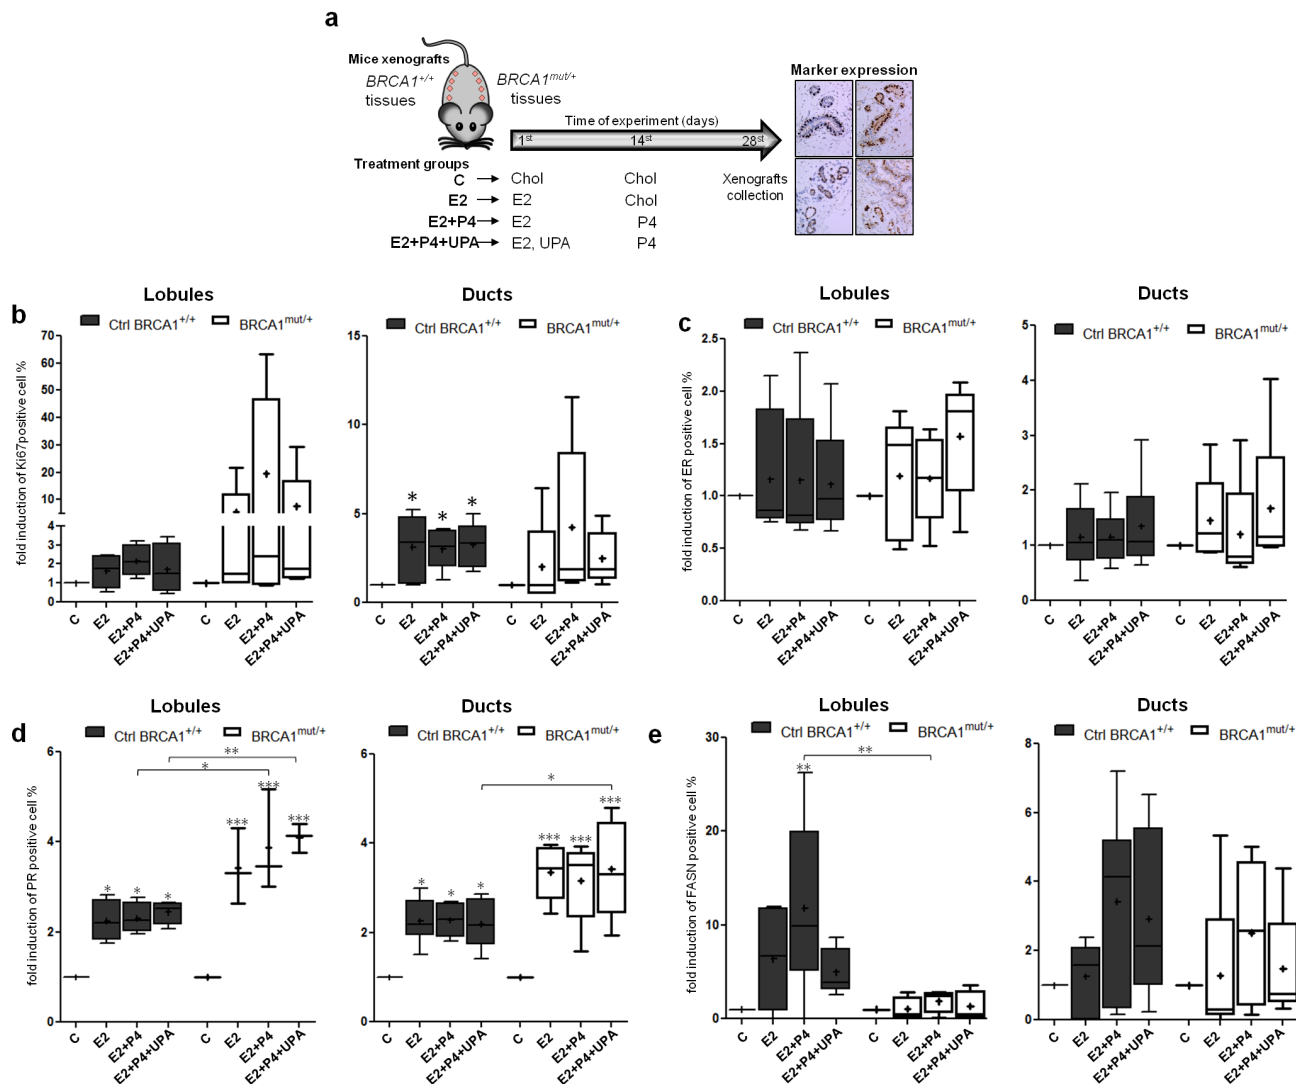 a
Mice xenografts
BRCA1+/+ tissues
BRCA1mut/+ tissues
Marker expression
Time of experiment (days)
1st 14st 28st
Treatment groups
C Chol Chol
E2 E2 Chol
E2+P4 E2 P4
E2+P4+UPA E2, UPA P4
Xenografts collection
b
Lobules
Ctrl BRCA1+/+ BRCA1mut/+
fold induction of Ki67positive cell %
70
60
50
40
30
20
10
4
3
2
1
0
C E2 E2+P4 E2+P4+UPA C E2 E2+P4 E2+P4+UPA
Ducts
Ctrl BRCA1+/+ BRCA1mut/+
15
10
5
0
* * *
C E2 E2+P4 E2+P4+UPA C E2 E2+P4 E2+P4+UPA
c
Lobules
Ctrl BRCA1+/+ BRCA1mut/+
fold induction of ER positive cell %
2.5
2.0
1.5
1.0
0.5
0.0
C E2 E2+P4 E2+P4+UPA C E2 E2+P4 E2+P4+UPA
Ducts
Ctrl BRCA1+/+ BRCA1mut/+
5
4
3
2
1
0
C E2 E2+P4 E2+P4+UPA C E2 E2+P4 E2+P4+UPA
d
Lobules
Ctrl BRCA1+/+ BRCA1mut/+
fold induction of PR positive cell %
6
4
2
0
**
*
* * * *** *** ***
C E2 E2+P4 E2+P4+UPA C E2 E2+P4 E2+P4+UPA
Ducts
Ctrl BRCA1+/+ BRCA1mut/+
6
4
2
0
*
* * * *** *** ***
C E2 E2+P4 E2+P4+UPA C E2 E2+P4 E2+P4+UPA
e
Lobules
Ctrl BRCA1+/+ BRCA1mut/+
fold induction of FASN positive cell %
30
20
10
0
**
**
C E2 E2+P4 E2+P4+UPA C E2 E2+P4 E2+P4+UPA
Ducts
Ctrl BRCA1+/+ BRCA1mut/+
8
6
4
2
0
C E2 E2+P4 E2+P4+UPA C E2 E2+P4 E2+P4+UPA